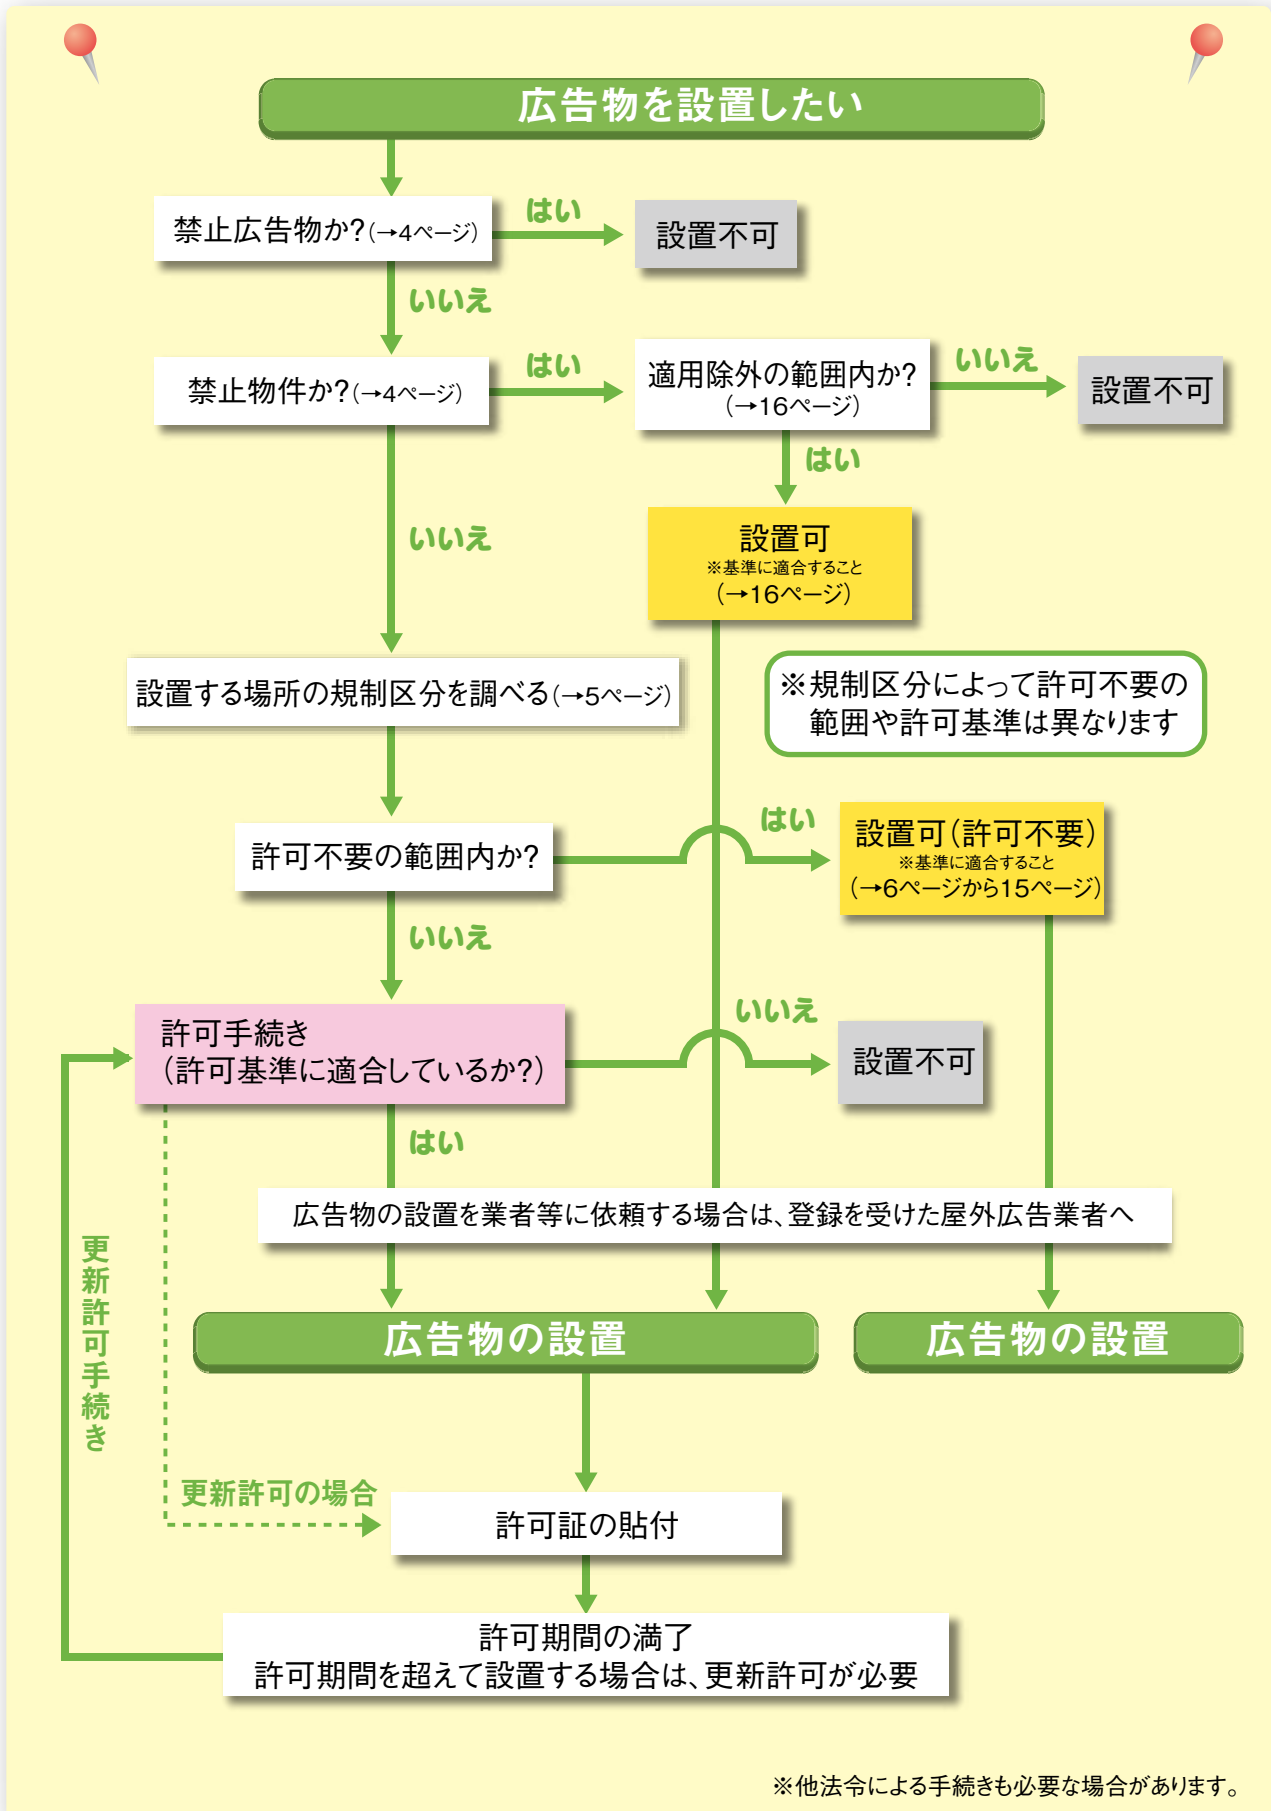 広告物を設置したい
禁止広告物か?(→4ページ)
はい
設置不可
いいえ
禁止物件か?(→4ページ)
はい
適用除外の範囲内か?
(→16ページ)
いいえ
設置不可
はい
いいえ
設置可
※基準に適合すること
(→16ページ)
設置する場所の規制区分を調べる(→5ページ)
※規制区分によって許可不要の
範囲や許可基準は異なります
許可不要の範囲内か?
はい
設置可(許可不要)
※基準に適合すること
(→6ページから15ページ)
いいえ
許可手続き
(許可基準に適合しているか?)
いいえ
設置不可
はい
広告物の設置を業者等に依頼する場合は、登録を受けた屋外広告業者へ
更新許可手続き
広告物の設置
広告物の設置
更新許可の場合
許可証の貼付
許可期間の満了
許可期間を超えて設置する場合は、更新許可が必要
※他法令による手続きも必要な場合があります。